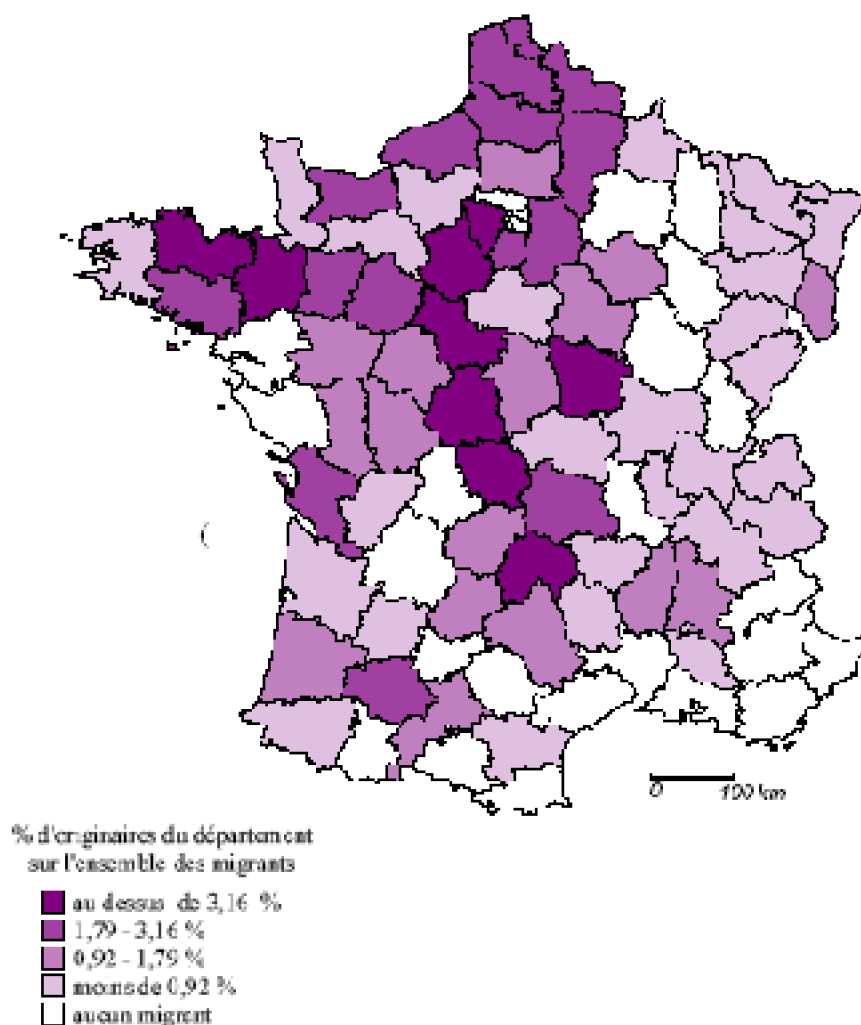 (
0 100 km
% d'originaires du département
sur l'ensemble des migrants
au dessus de 3,16 %
1,79 - 3,16 %
0,92 - 1,79 %
moins de 0,92 %
aucun migrant